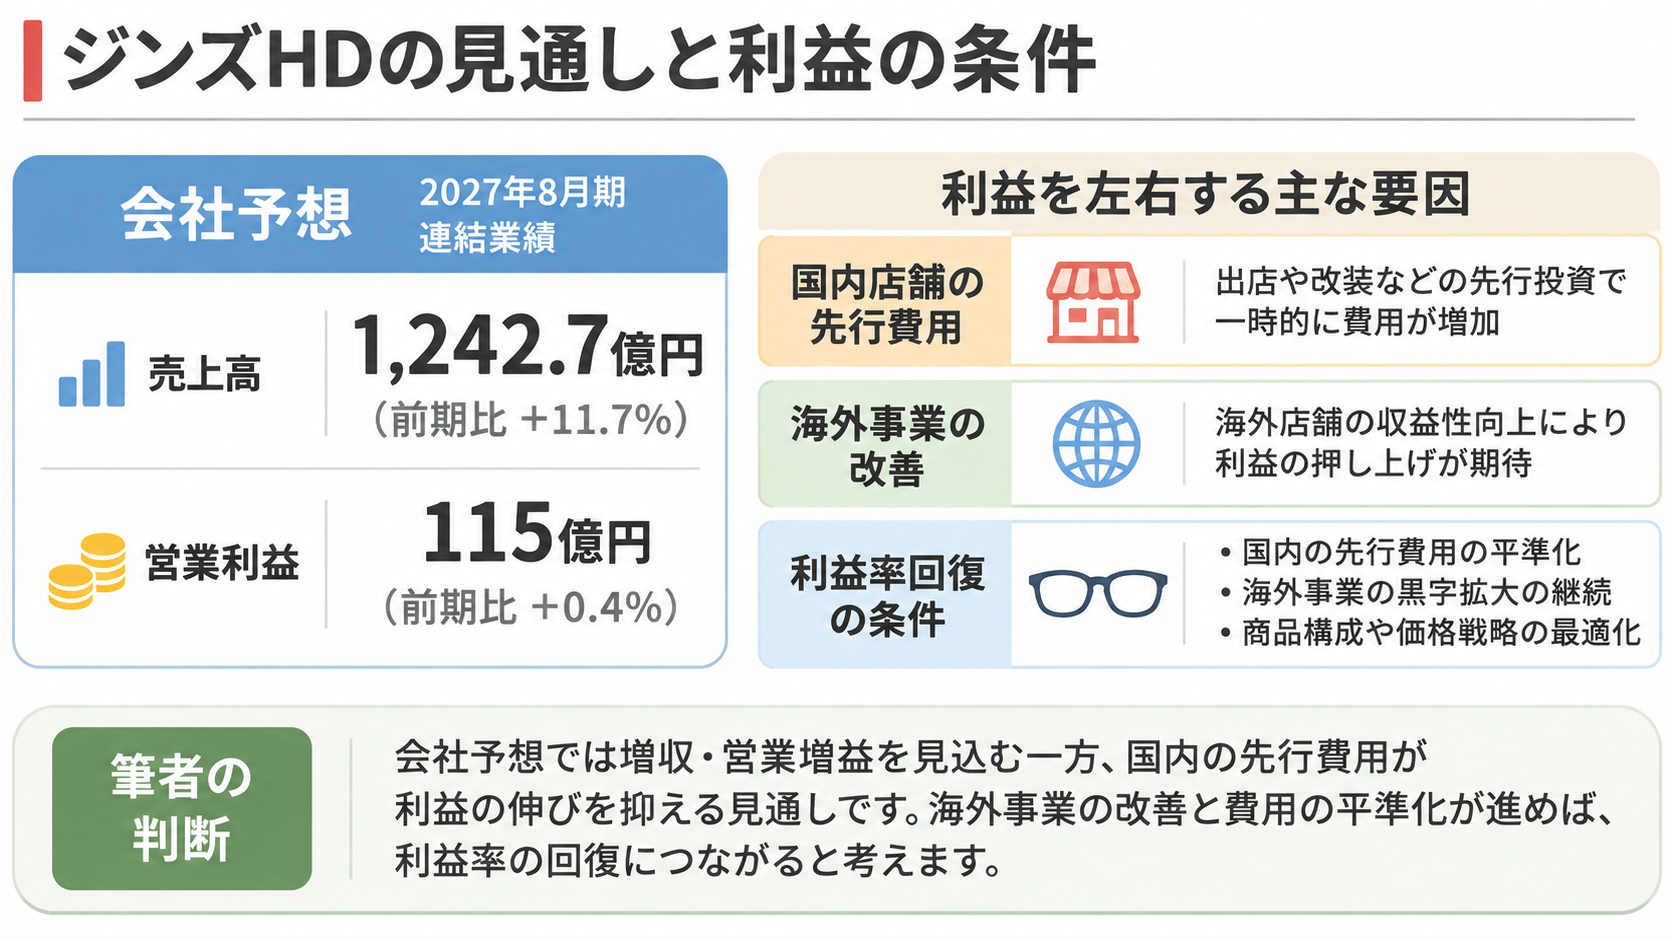 ジンズHDの見通しと利益の条件
会社予想
2027年8月期
連結業績
売上高
1,242.7億円
（前期比 +11.7%）
営業利益
115億円
（前期比 +0.4%）
利益を左右する主な要因
国内店舗の
先行費用
出店や改装などの先行投資で
一時的に費用が増加
海外事業の
改善
海外店舗の収益性向上により
利益の押し上げが期待
利益率回復
の条件
• 国内の先行費用の平準化
• 海外事業の黒字拡大の継続
• 商品構成や価格戦略の最適化
筆者の
判断
会社予想では増収・営業増益を見込む一方、国内の先行費用が
利益の伸びを抑える見通しです。海外事業の改善と費用の平準化が進めば、
利益率の回復につながると考えます。